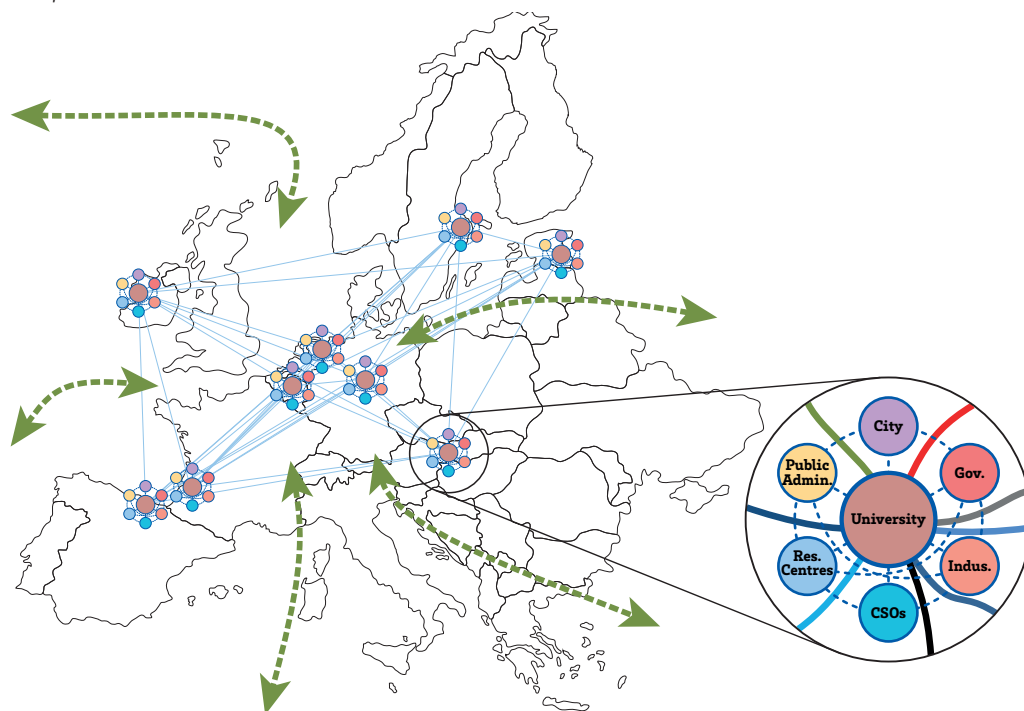 City
Public
Admin.
Gov.
University
Res.
Centres
Indus.
CSOs